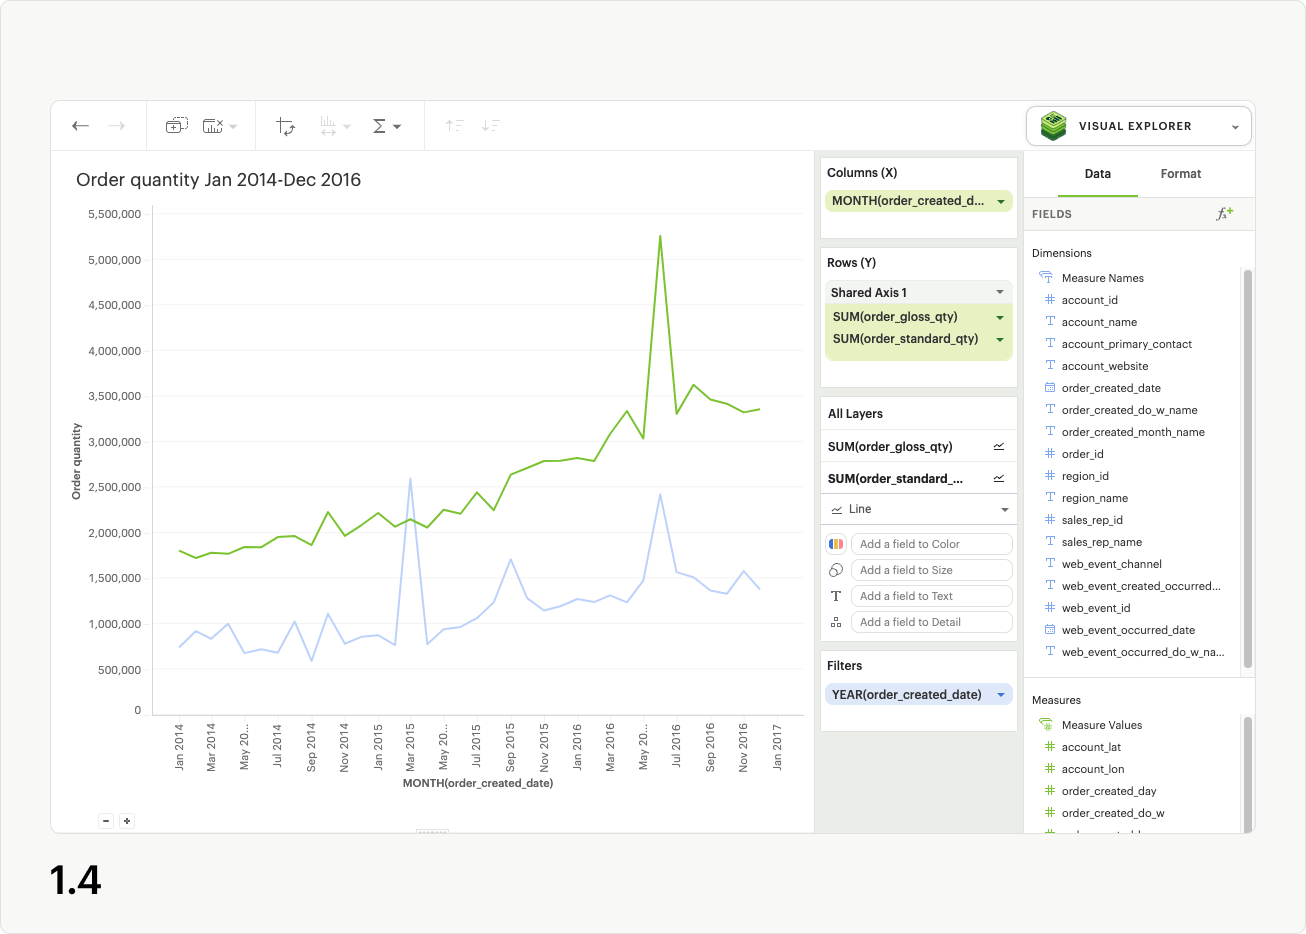 VISUAL EXPLORER
Order quantity Jan 2014-Dec 2016
5,500,000
5,000,000
4,500,000
4,000,000
3,500,000
3,000,000
2,500,000
2,000,000
1,500,000
1,000,000
500,000
0
Order quantity
Jan 2014
Mar 2014
May 20...
Jul 2014
Sep 2014
Nov 2014
Jan 2015
Mar 2015
May 20...
Jul 2015
Sep 2015
Nov 2015
Jan 2016
Mar 2016
May 20...
Jul 2016
Sep 2016
Nov 2016
Jan 2017
MONTH(order_created_date)
Columns (X)
MONTH(order_created_d...
Rows (Y)
Shared Axis 1
SUM(order_gloss_qty)
SUM(order_standard_qty)
All Layers
SUM(order_gloss_qty)
SUM(order_standard_...
Line
Add a field to Color
Add a field to Size
Add a field to Text
Add a field to Detail
Filters
YEAR(order_created_date)
Data
Format
FIELDS
Dimensions
Measure Names
account_id
account_name
account_primary_contact
account_website
order_created_date
order_created_do_w_name
order_created_month_name
order_id
region_id
region_name
sales_rep_id
sales_rep_name
web_event_channel
web_event_created_occurred...
web_event_id
web_event_occurred_date
web_event_occurred_do_w_na...
Measures
Measure Values
account_lat
account_lon
order_created_day
order_created_do_w
1.4